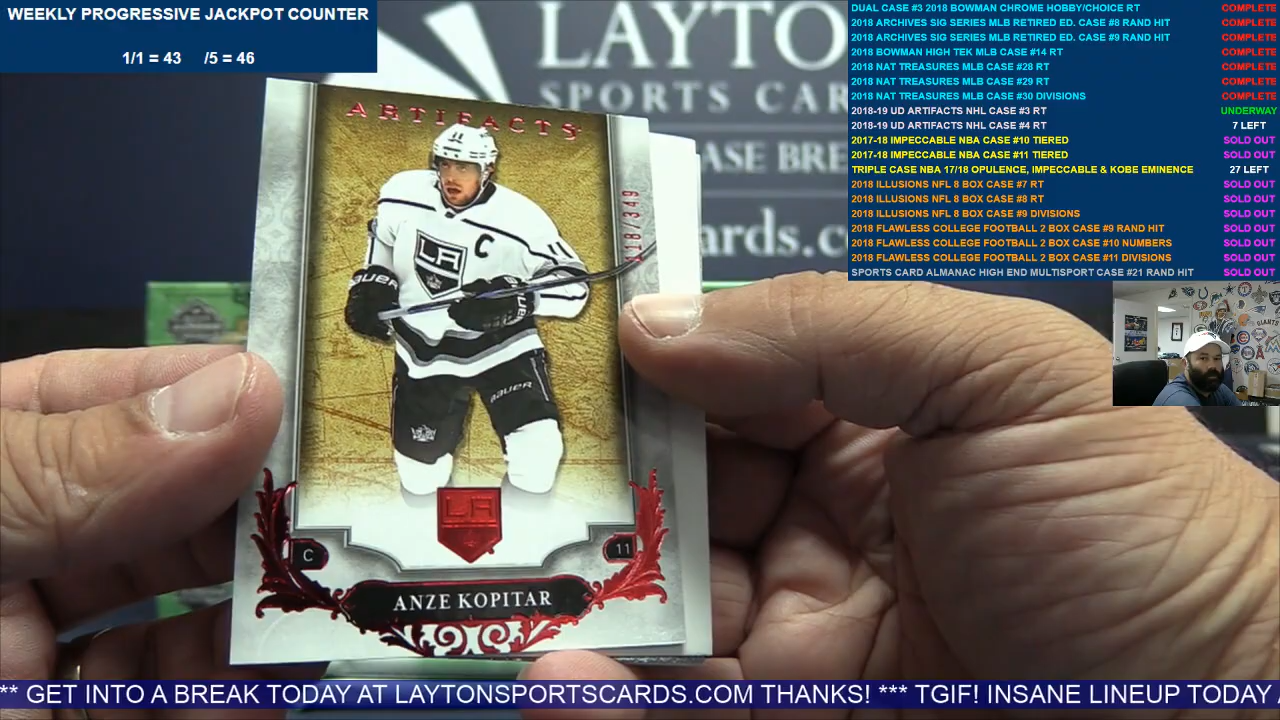 WEEKLY PROGRESSIVE JACKPOT COUNTER
1/1 = 43 /5 = 46
DUAL CASE #3 2018 BOWMAN CHROME HOBBY/CHOICE RT COMPLETE
2018 ARCHIVES SIG SERIES MLB RETIRED ED. CASE #8 RAND HIT COMPLETE
2018 ARCHIVES SIG SERIES MLB RETIRED ED. CASE #9 RAND HIT COMPLETE
2018 BOWMAN HIGH TEK MLB CASE #14 RT COMPLETE
2018 NAT TREASURES MLB CASE #28 RT COMPLETE
2018 NAT TREASURES MLB CASE #29 RT COMPLETE
2018 NAT TREASURES MLB CASE #30 DIVISIONS COMPLETE
2018-19 UD ARTIFACTS NHL CASE #3 RT UNDERWAY
2018-19 UD ARTIFACTS NHL CASE #4 RT 7 LEFT
2017-18 IMPECCABLE NBA CASE #10 TIERED SOLD OUT
2017-18 IMPECCABLE NBA CASE #11 TIERED SOLD OUT
TRIPLE CASE NBA 17/18 OPULENCE, IMPECCABLE & KOBE EMINENCE 27 LEFT
2018 ILLUSIONS NFL 8 BOX CASE #7 RT SOLD OUT
2018 ILLUSIONS NFL 8 BOX CASE #8 RT SOLD OUT
2018 ILLUSIONS NFL 8 BOX CASE #9 DIVISIONS SOLD OUT
2018 FLAWLESS COLLEGE FOOTBALL 2 BOX CASE #9 RAND HIT SOLD OUT
2018 FLAWLESS COLLEGE FOOTBALL 2 BOX CASE #10 NUMBERS SOLD OUT
2018 FLAWLESS COLLEGE FOOTBALL 2 BOX CASE #11 DIVISIONS SOLD OUT
SPORTS CARD ALMANAC HIGH END MULTISPORT CASE #21 RAND HIT SOLD OUT
LAYTO
SPORTS CAR
ASE BRE
ards.c
ARTIFACTS
118/349
11
C
11
LA
BAUER
BAUER
LA
C
11
ANZE KOPITAR
** GET INTO A BREAK TODAY AT LAYTONSPORTSCARDS.COM THANKS! *** TGIF! INSANE LINEUP TODAY